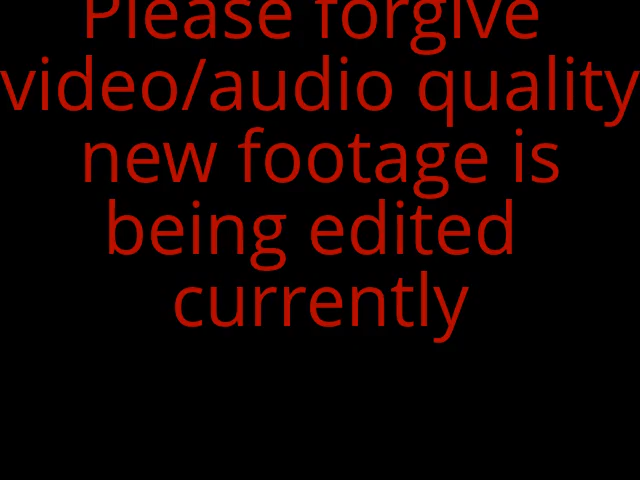 Please forgive
video/audio quality
new footage is
being edited
currently